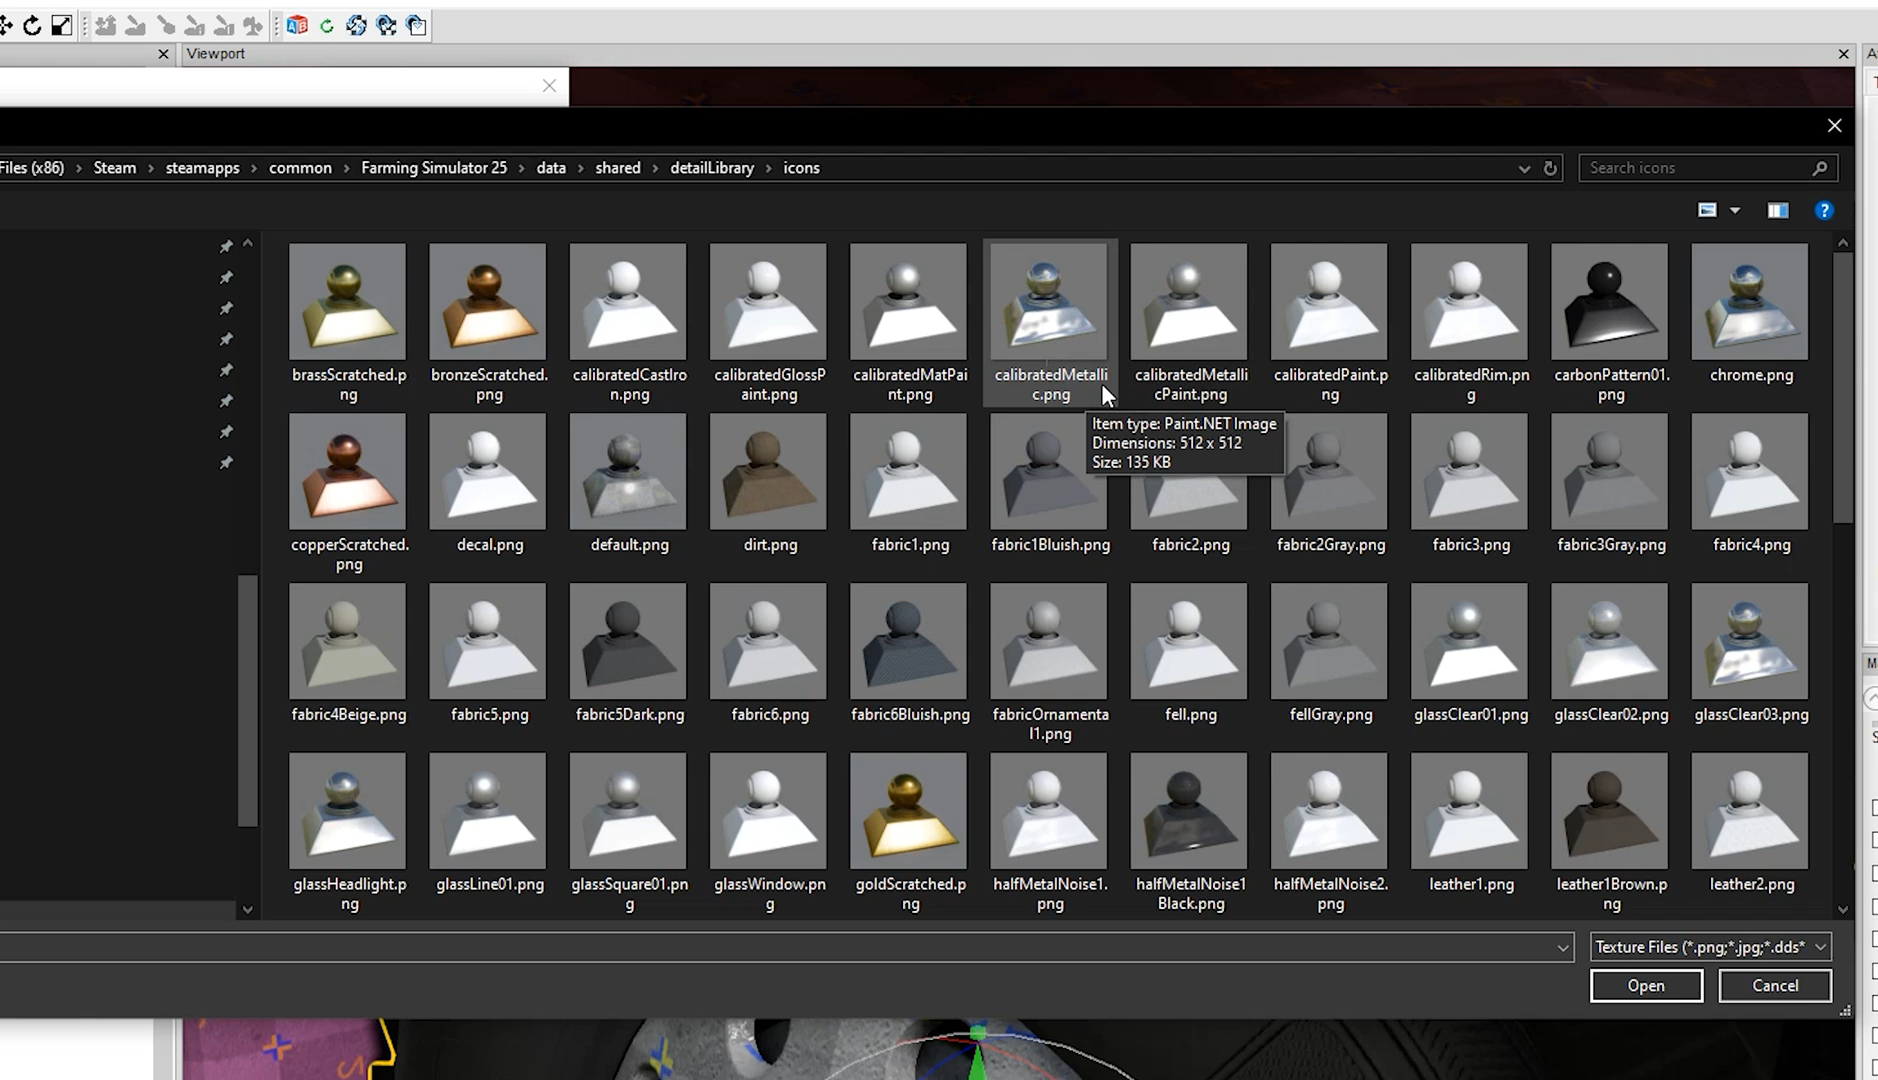 Viewport
Files (x86) > Steam > steamapps > common > Farming Simulator 25 > data > shared > detailLibrary > icons
Search icons
brassScratched.p
ng
bronzeScratched.
png
calibratedCastIro
n.png
calibratedGlossP
aint.png
calibratedMatPai
nt.png
calibratedMetalli
c.png
calibratedMetalli
cPaint.png
calibratedPaint.p
ng
calibratedRim.pn
g
carbonPattern01.
png
chrome.png
Item type: Paint.NET Image
Dimensions: 512 x 512
Size: 135 KB
copperScratched.
png
decal.png
default.png
dirt.png
fabric1.png
fabric1Bluish.png
fabric2.png
fabric2Gray.png
fabric3.png
fabric3Gray.png
fabric4.png
fabric4Beige.png
fabric5.png
fabric5Dark.png
fabric6.png
fabric6Bluish.png
fabricOrnamenta
l1.png
fell.png
fellGray.png
glassClear01.png
glassClear02.png
glassClear03.png
glassHeadlight.p
ng
glassLine01.png
glassSquare01.pn
g
glassWindow.pn
g
goldScratched.p
ng
halfMetalNoise1.
png
halfMetalNoise1
Black.png
halfMetalNoise2.
png
leather1.png
leather1Brown.p
ng
leather2.png
Texture Files (*.png;*.jpg;*.dds*
Open
Cancel